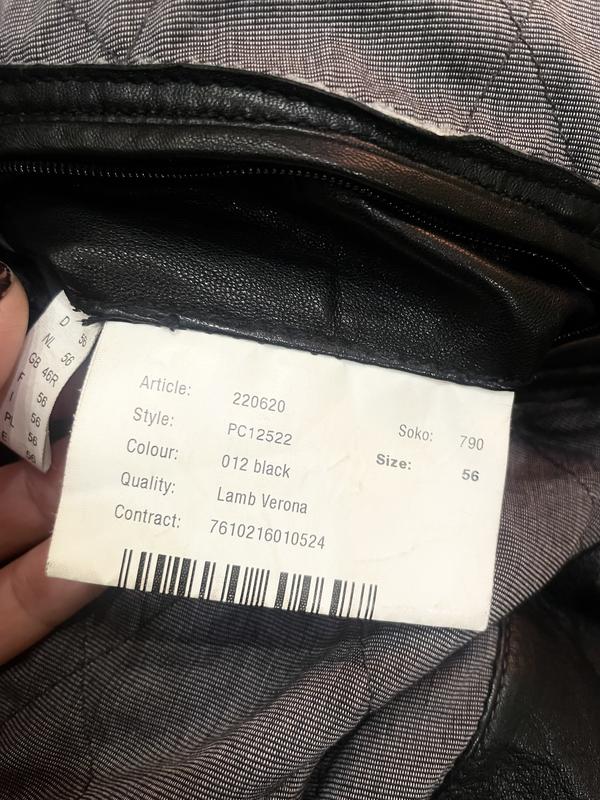 D 56
NL 56
GB 46R
F 56
I 56
PL 56
E 56
Article: 220620
Style: PC12522
Colour: 012 black
Quality: Lamb Verona
Contract: 7610216010524
Soko: 790
Size: 56